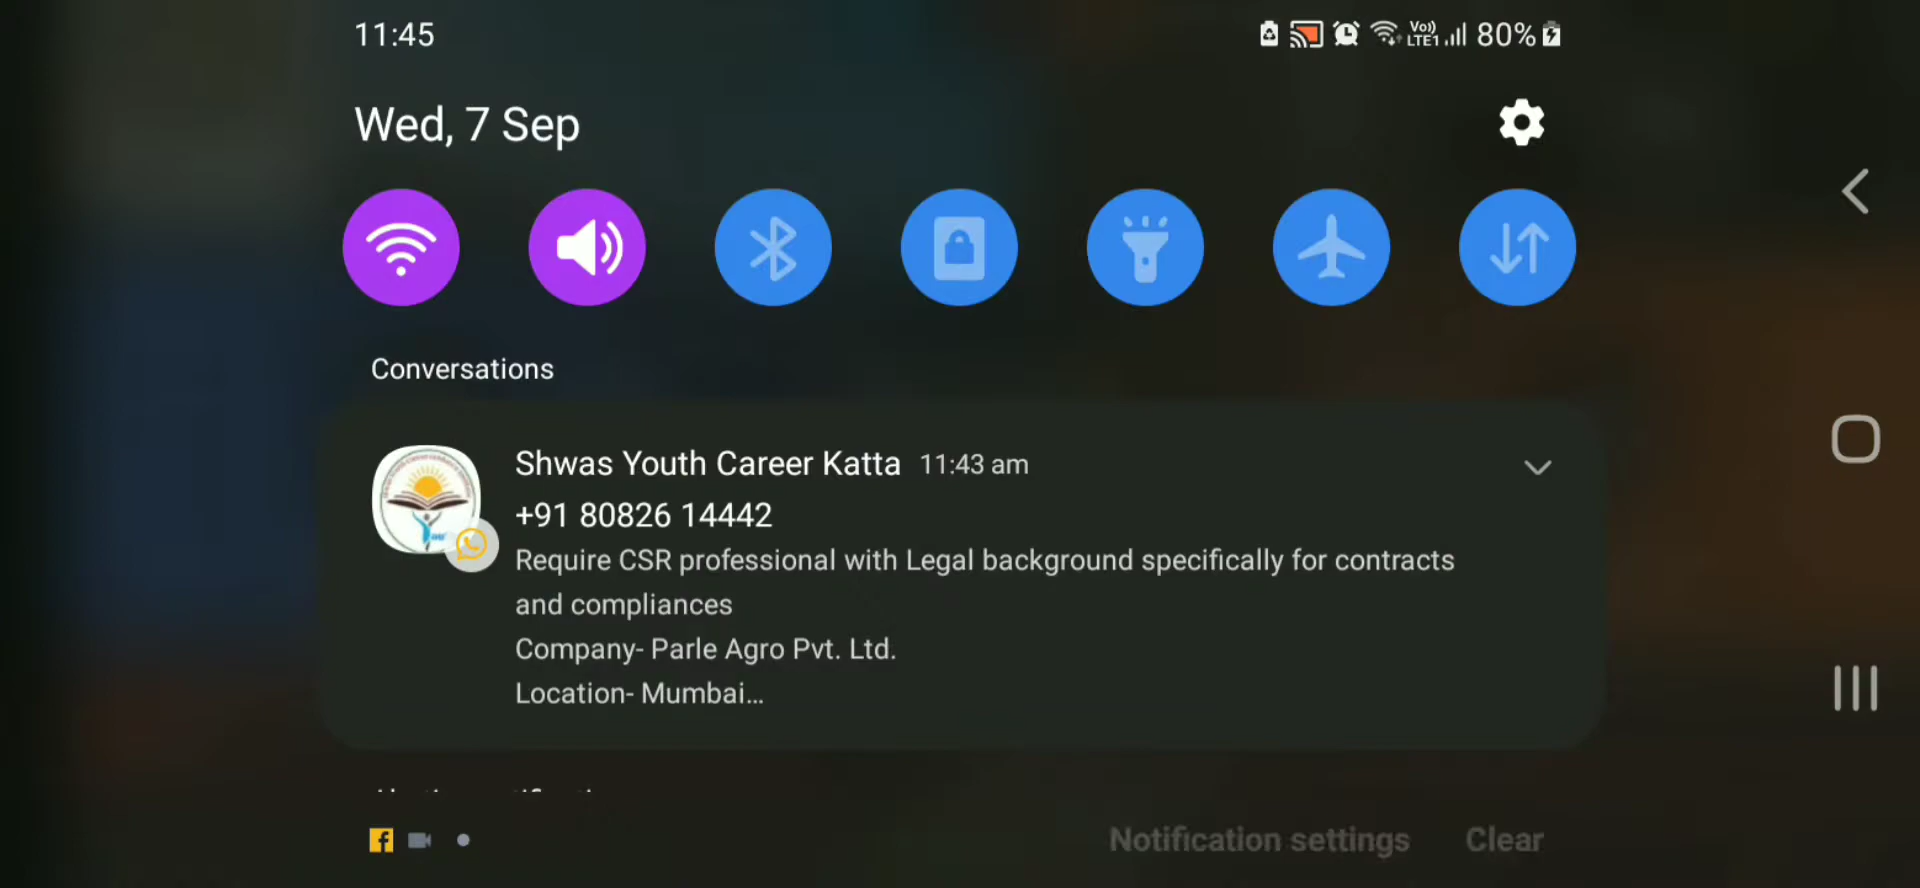 11:45
Vo)) LTE1 80%
Wed, 7 Sep
Conversations
Shwas Youth Career Katta 11:43 am
+91 80826 14442
Require CSR professional with Legal background specifically for contracts
and compliances
Company- Parle Agro Pvt. Ltd.
Location- Mumbai...
Notification settings Clear